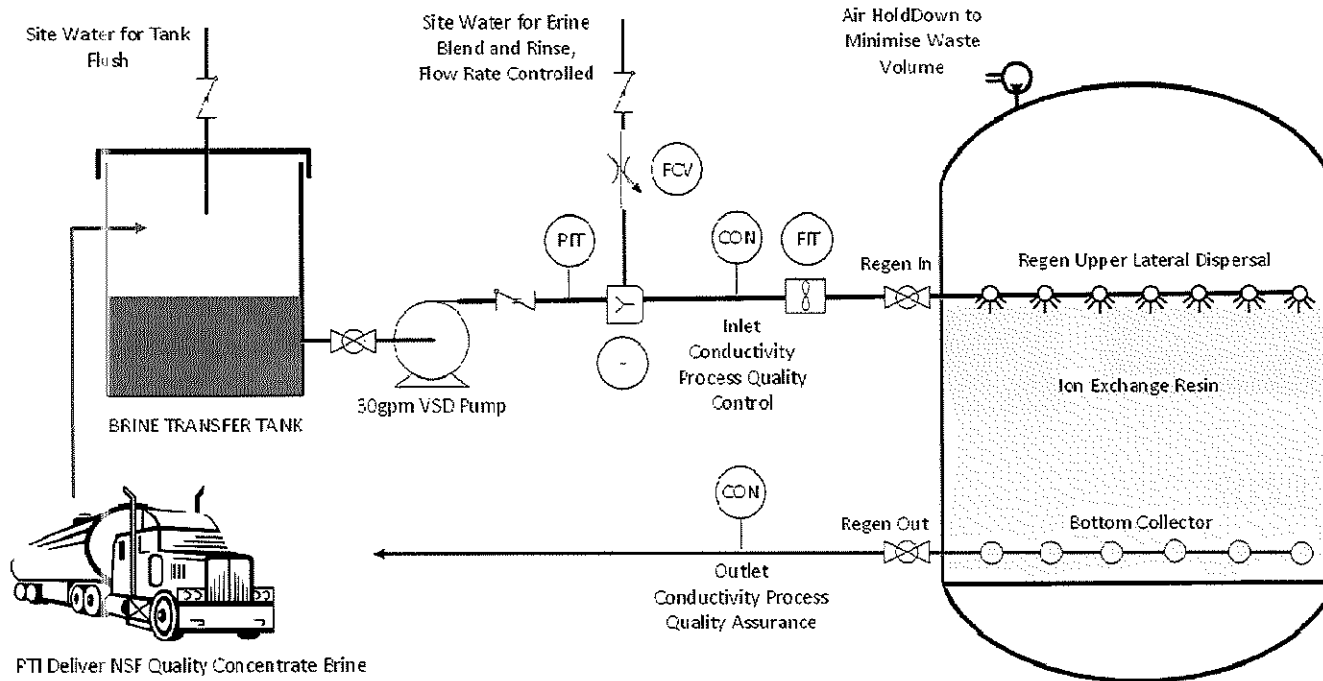 Site Water for Tank
Flush
Site Water for Brine
Blend and Rinse,
Flow Rate Controlled
Air HoldDown to
Minimise Waste
Volume
FCV
PIT
CON
FIT
Regen In
Regen Upper Lateral Dispersal
Inlet
Conductivity
Process Quality
Control
Ion Exchange Resin
30gpm VSD Pump
BRINE TRANSFER TANK
-
CON
Regen Out
Bottom Collector
Outlet
Conductivity Process
Quality Assurance
PTI Deliver NSF Quality Concentrate Brine